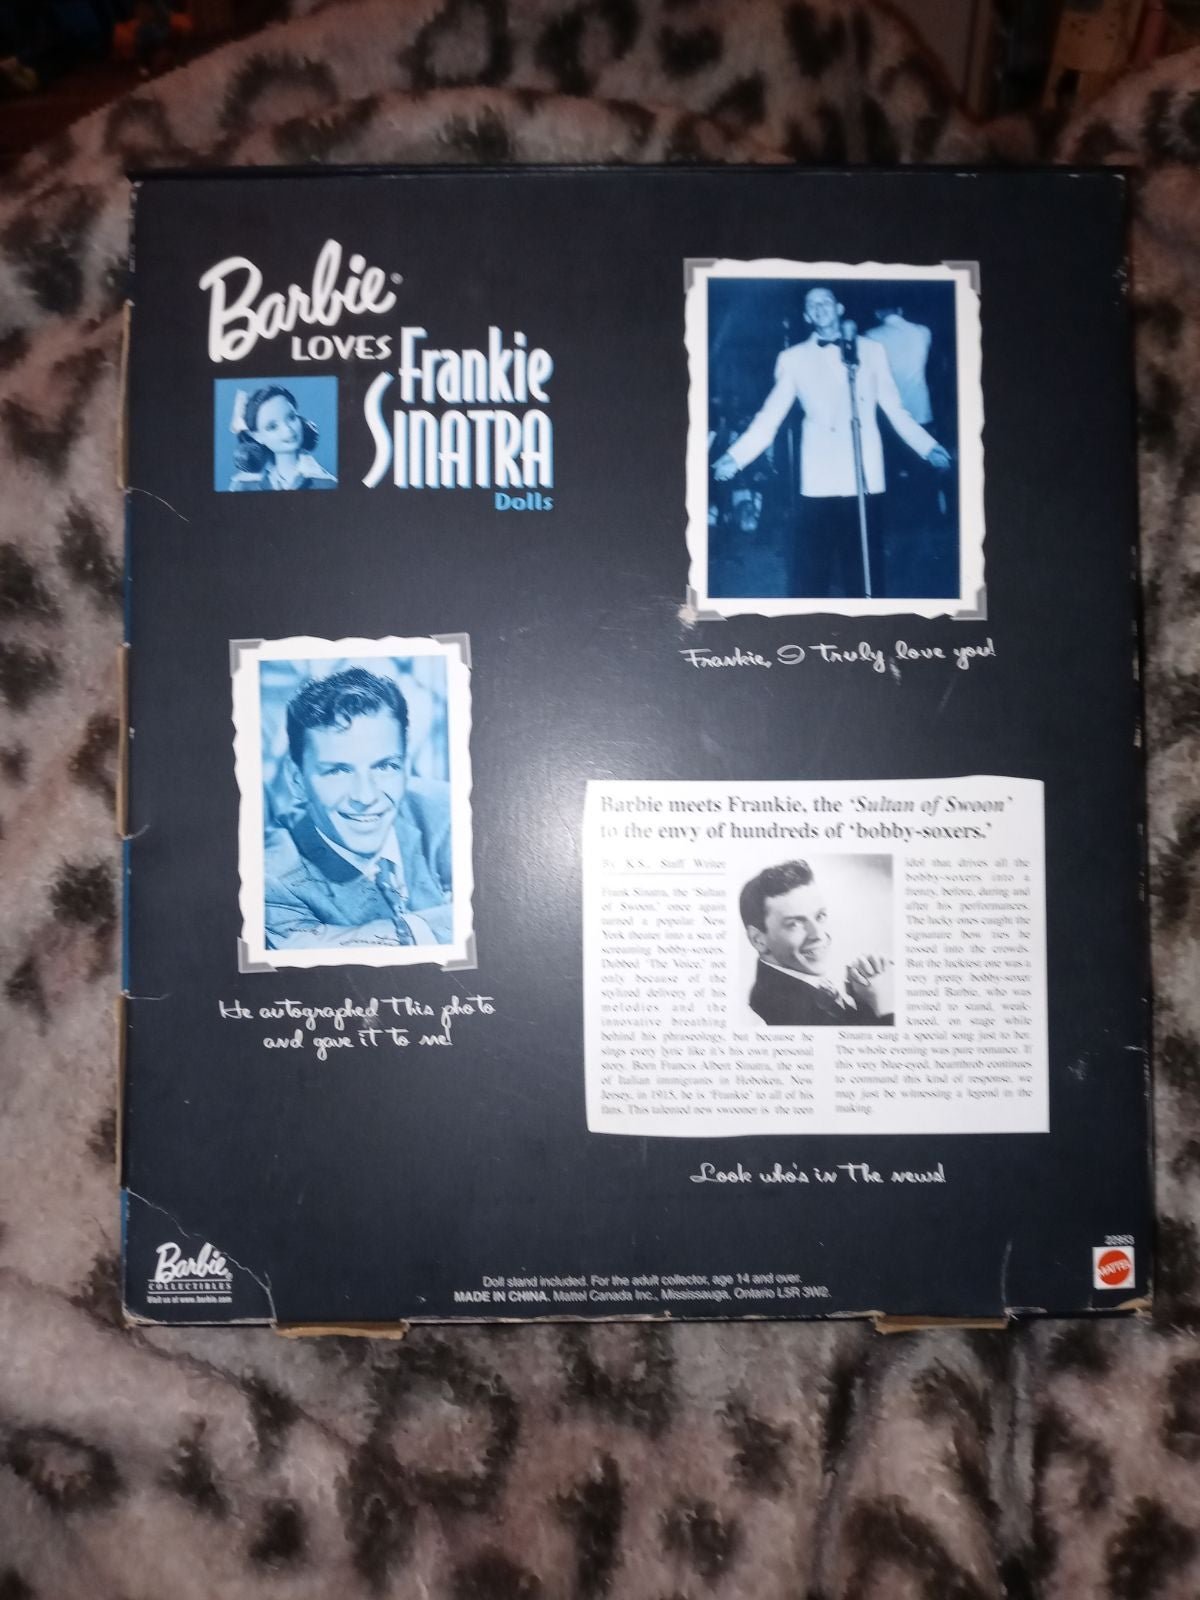 Barbie
LOVES
Frankie
SINATRA
Dolls
Frankie, I Truly love you!
He autographed This photo
and gave iT To me!
Barbie meets Frankie, the 'Sultan of Swoon'
to the envy of hundreds of 'bobby-soxers.'
By K.S., Staff Writer
Frank Sinatra, the 'Sultan
of Swoon,' once again
turned a popular New
York theater into a sea of
screaming bobby-soxers.
Dubbed 'The Voice,' not
only because of the
stylized delivery of his
melodies and the
innovative breathing
behind his phraseology, but because he
sings every lyric like it's his own personal
story. Born Francis Albert Sinatra, the son
of Italian immigrants in Hoboken, New
Jersey, in 1915, he is 'Frankie' to all of his
fans. This talented new swooner is the teen
idol that drives all the
bobby-soxers into a
frenzy, before, during and
after his performances.
The lucky ones caught the
signature bow ties he
tossed into the crowds.
But the luckiest one was a
very pretty bobby-soxer
named Barbie, who was
invited to stand, weak-
kneed, on stage while
Sinatra sang a special song just to her.
The whole evening was pure romance. If
this very blue-eyed, heartthrob continues
to command this kind of response, we
may just be witnessing a legend in the
making.
Look who's in The news!
Barbie
COLLECTIBLES
Visit us at www.barbie.com
Doll stand included. For the adult collector, age 14 and over.
MADE IN CHINA. Mattel Canada Inc., Mississauga, Ontario L5R 3W2.
22953
MATTEL